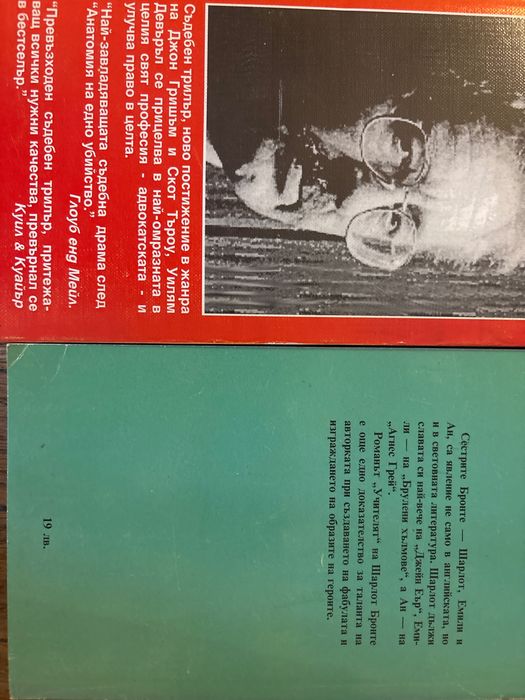 Съдебен трилър, ново постижение в жанра
на Джон Гришъм и Скот Търоу, Уилям
Девъръл се прицелва в най-омразната в
целия свят професия - адвокатската - и
улучва право в целта.
“Най-завладяващата съдебна драма след
“Анатомия на едно убийство.”
Глоуб енд Мейл.
“Превъзходен съдебен трилър, притежа-
ващ всички нужни качества, превърнал се
в бестселър.”
Куил & Куайър
Сестрите Бронте — Шарлот, Емили и
Ан, са явление не само в английската, но
и в световната литература. Шарлот дължи
славата си най-вече на „Джейн Еър“, Еми-
ли — на „Брулени хълмове“, а Ан — на
„Агнес Грей“.
Романът „Учителят“ на Шарлот Бронте
е още едно доказателство за таланта на
авторката при създаването на фабулата и
изграждането на образите на героите.
19 лв.